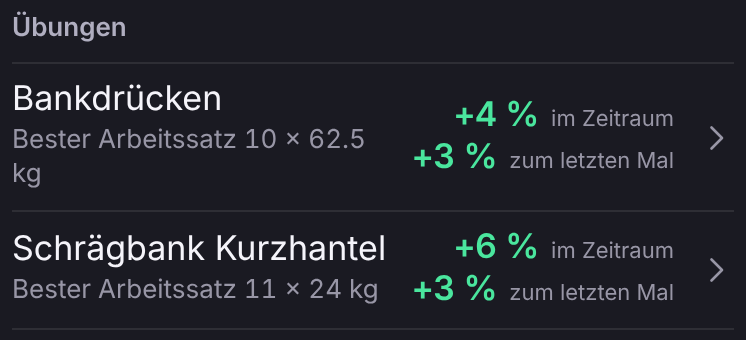 Übungen
Bankdrücken
Bester Arbeitssatz 10 × 62.5
kg
+4 % im Zeitraum
+3 % zum letzten Mal
Schrägbank Kurzhantel
Bester Arbeitssatz 11 × 24 kg
+6 % im Zeitraum
+3 % zum letzten Mal